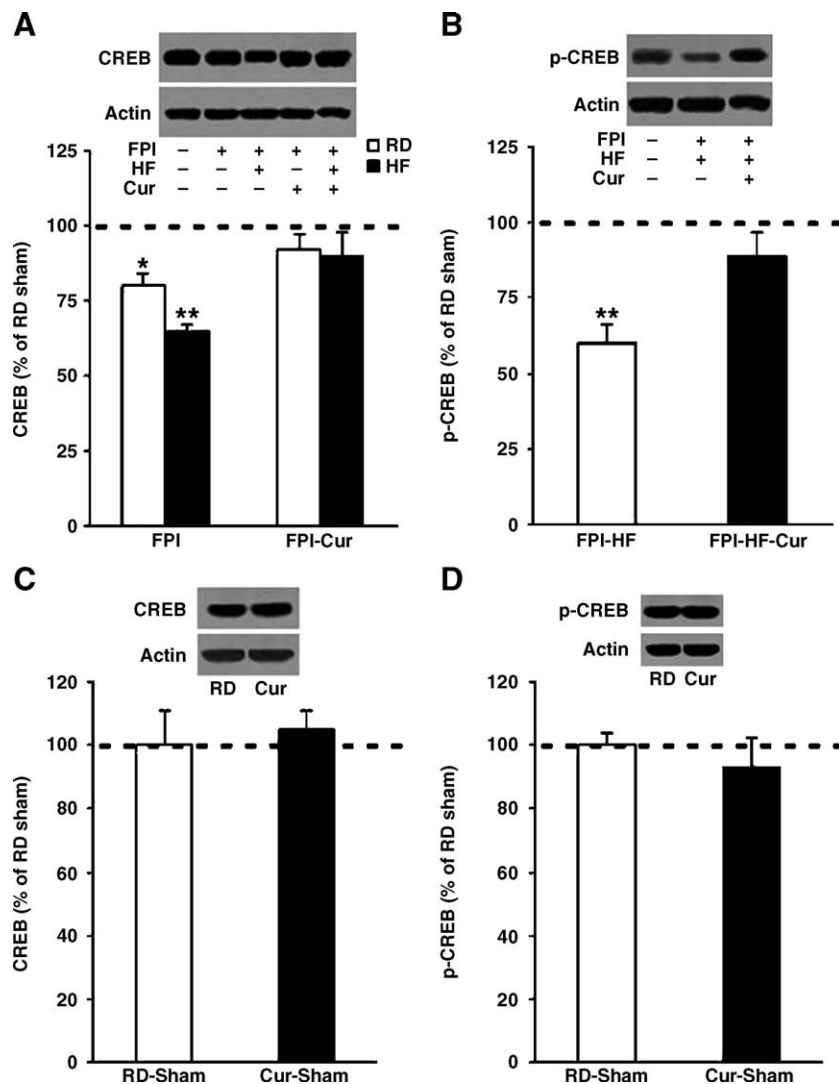 A
CREB
Actin
FPI – + + + +
HF – – + – +
Cur – – – + +
RD
HF
125
100
75
50
25
0
CREB (% of RD sham)
*
**
FPI
FPI-Cur
B
p-CREB
Actin
FPI – + +
HF – + +
Cur – – +
125
100
75
50
25
0
p-CREB (% of RD sham)
**
FPI-HF
FPI-HF-Cur
C
CREB
Actin
RD Cur
120
100
80
60
40
20
0
CREB (% of RD sham)
RD-Sham
Cur-Sham
D
p-CREB
Actin
RD Cur
120
100
80
60
40
20
0
p-CREB (% of RD sham)
RD-Sham
Cur-Sham